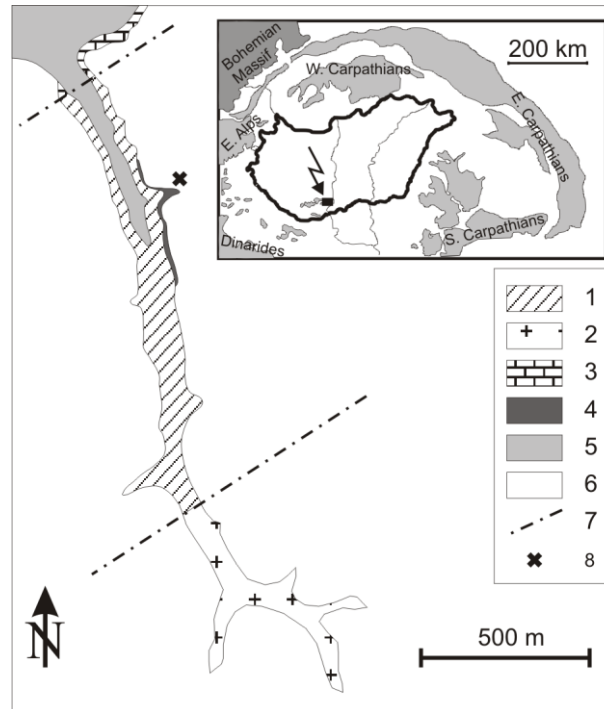 Bohemian
Massif
W. Carpathians
200 km
E. Carpathians
E. Alps
Dinarides
S. Carpathians
1
2
3
4
5
6
7
8
N
500 m